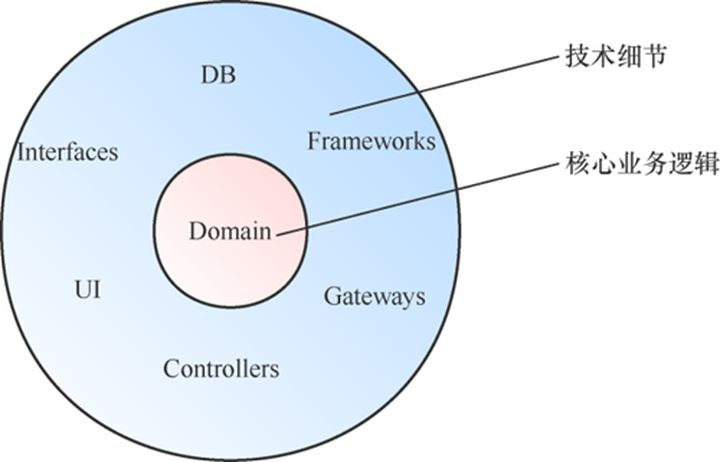 DB
技术细节
Interfaces
Frameworks
核心业务逻辑
Domain
UI
Gateways
Controllers